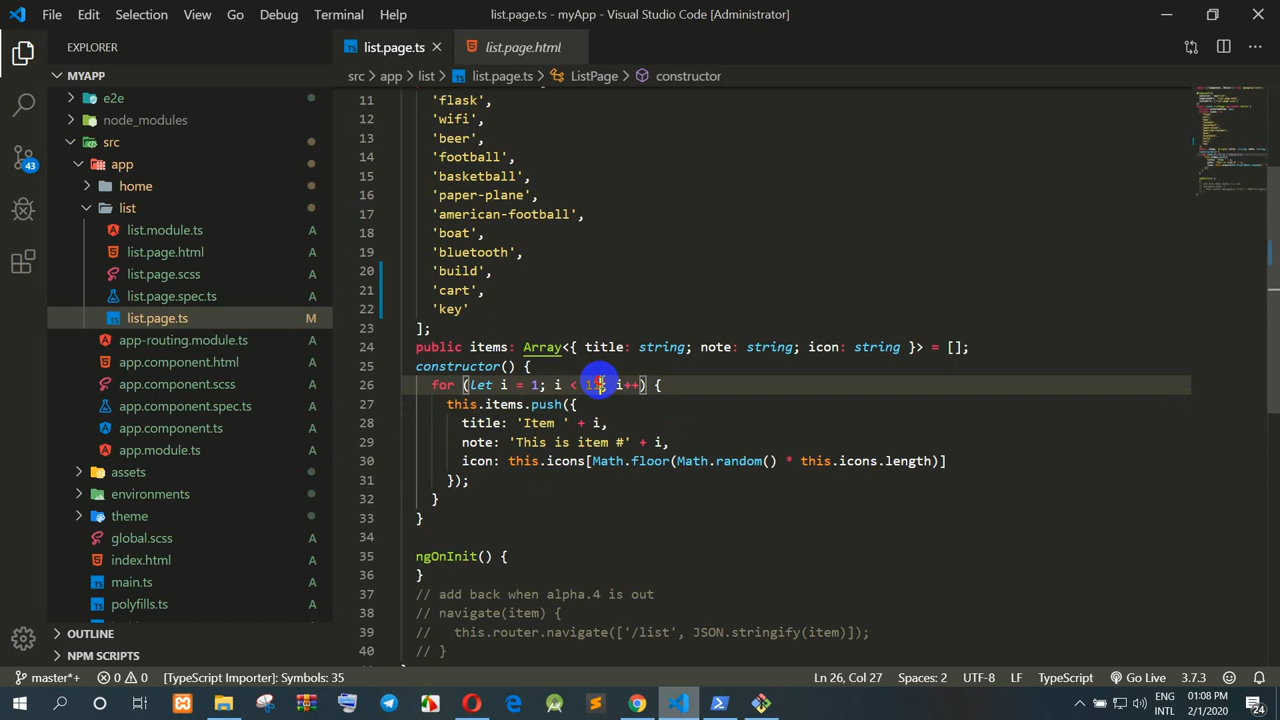 File Edit Selection View Go Debug Terminal Help
list.page.ts - myApp - Visual Studio Code [Administrator]
EXPLORER
list.page.ts
list.page.html
MYAPP
src > app > list > list.page.ts > ListPage > constructor
e2e
node_modules
src
app
home
list
list.module.ts A
list.page.html A
list.page.scss A
list.page.spec.ts A
list.page.ts M
app-routing.module.ts A
app.component.html A
app.component.scss A
app.component.spec.ts A
app.component.ts A
app.module.ts A
assets
environments
theme
global.scss A
index.html A
main.ts A
polyfills.ts A
OUTLINE
NPM SCRIPTS
43
11 'flask',
12 'wifi',
13 'beer',
14 'football',
15 'basketball',
16 'paper-plane',
17 'american-football',
18 'boat',
19 'bluetooth',
20 'build',
21 'cart',
22 'key'
23 ];
24 public items: Array<{ title: string; note: string; icon: string }> = [];
25 constructor() {
26 for (let i = 1; i < i++) {
27 this.items.push({
28 title: 'Item ' + i,
29 note: 'This is item #' + i,
30 icon: this.icons[Math.floor(Math.random() * this.icons.length)]
31 });
32 }
33 }
34
35 ngOnInit() {
36 }
37 // add back when alpha.4 is out
38 // navigate(item) {
39 // this.router.navigate(['/list', JSON.stringify(item)]);
40 // }
master*+ 0 0 [TypeScript Importer]: Symbols: 35
Ln 26, Col 27 Spaces: 2 UTF-8 LF TypeScript Go Live 3.7.3
ENG 01:08 PM
INTL 2/1/2020
24